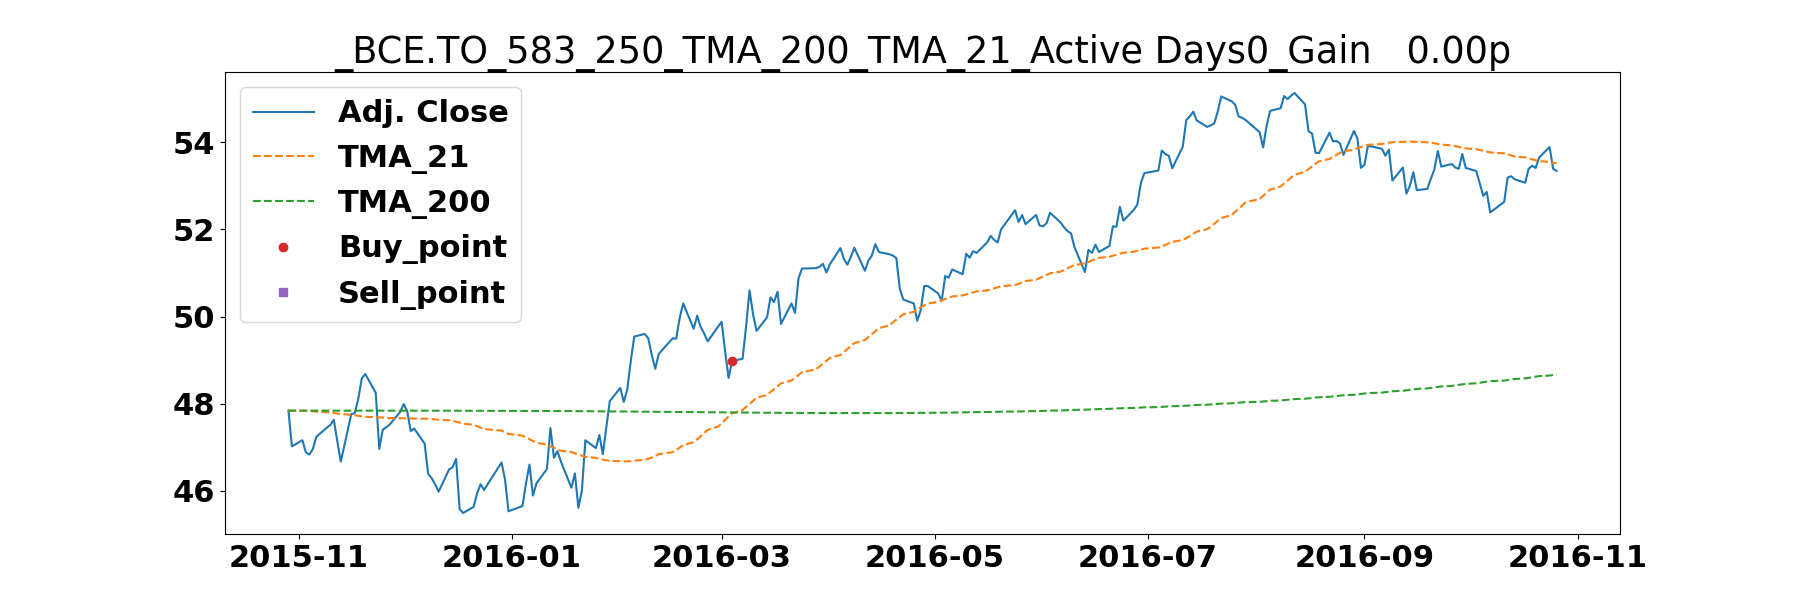 _BCE.TO_583_250_TMA_200_TMA_21_Active Days0_Gain   0.00p
Adj. Close
TMA_21
TMA_200
Buy_point
Sell_point
54
52
50
48
46
2015-11 2016-01 2016-03 2016-05 2016-07 2016-09 2016-11